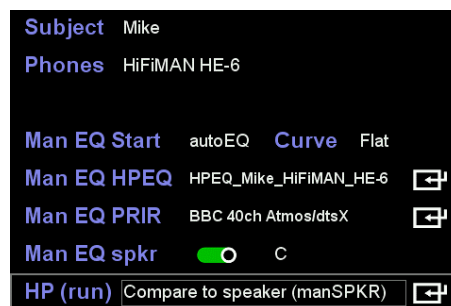 Subject Mike
Phones HiFiMAN HE-6
Man EQ Start autoEQ Curve Flat
Man EQ HPEQ HPEQ_Mike_HiFiMAN_HE-6
Man EQ PRIR BBC 40ch Atmos/dtsX
Man EQ spkr C
HP (run) Compare to speaker (manSPKR)